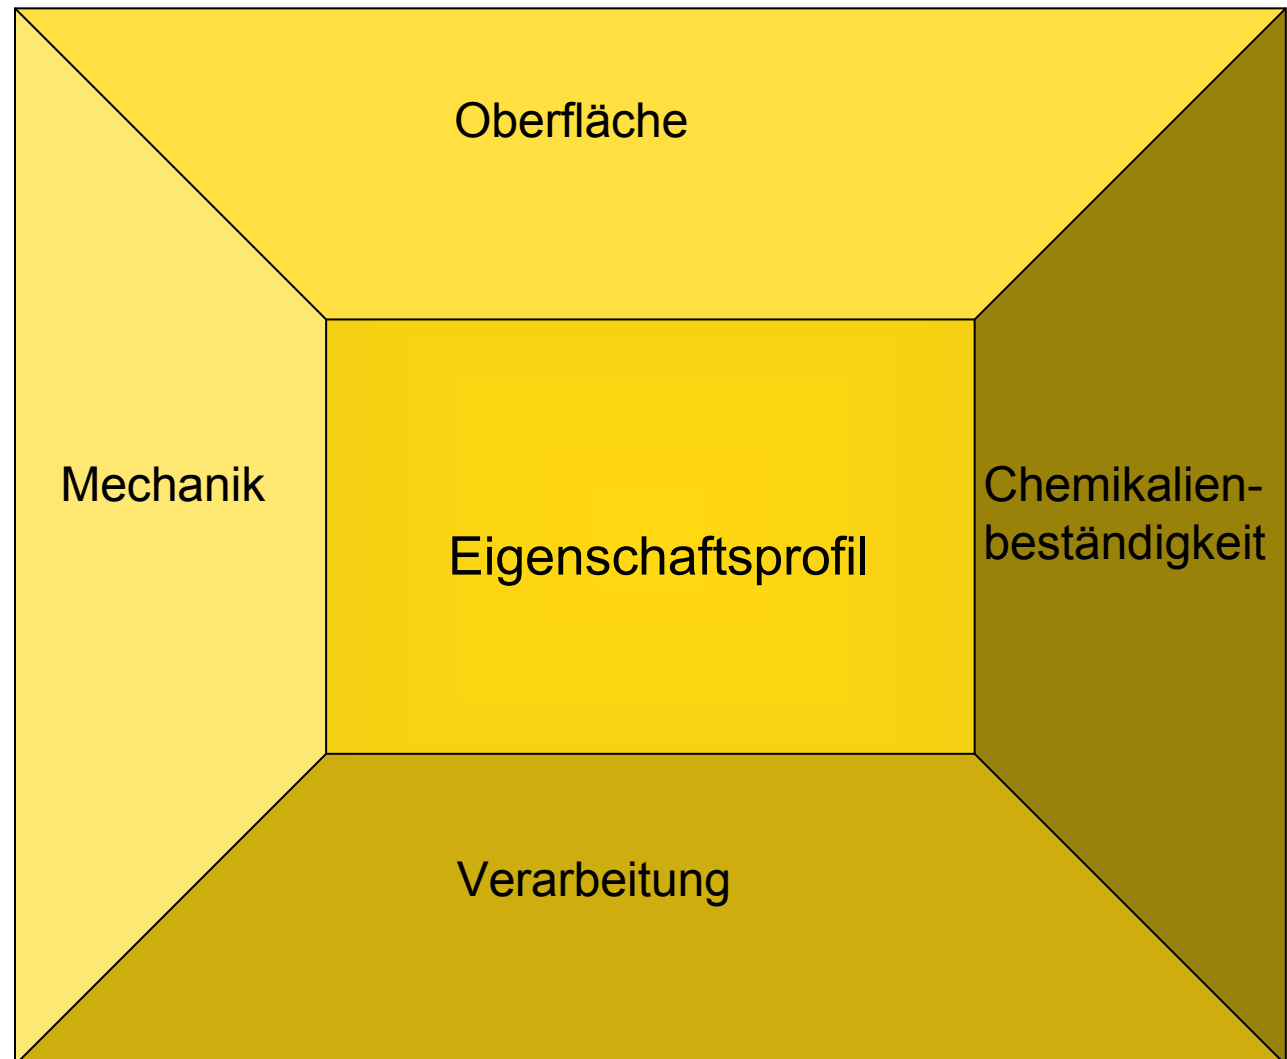 Oberfläche
Mechanik
Eigenschaftsprofil
Chemikalien-
beständigkeit
Verarbeitung